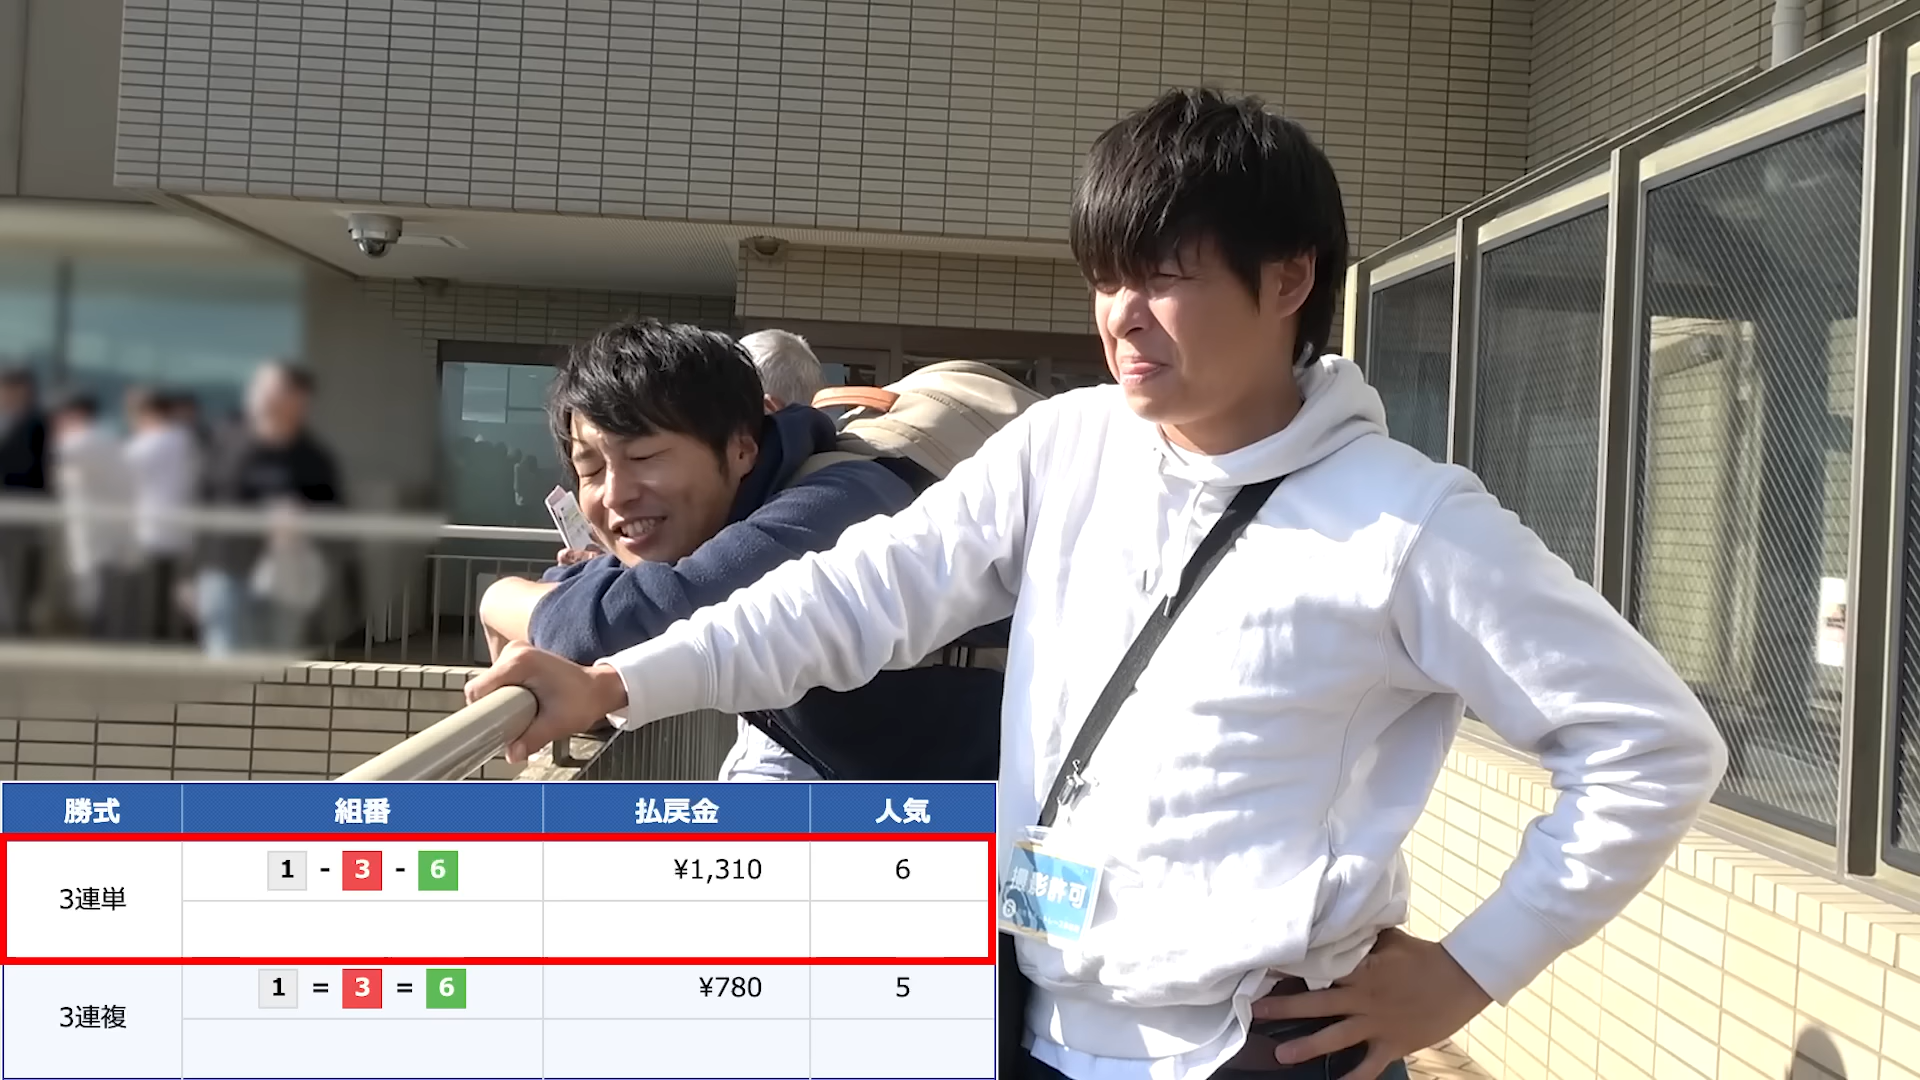 勝式 組番 払戻金 人気
3連単 1 - 3 - 6 ¥1,310 6
3連複 1 = 3 = 6 ¥780 5
撮影許可
6